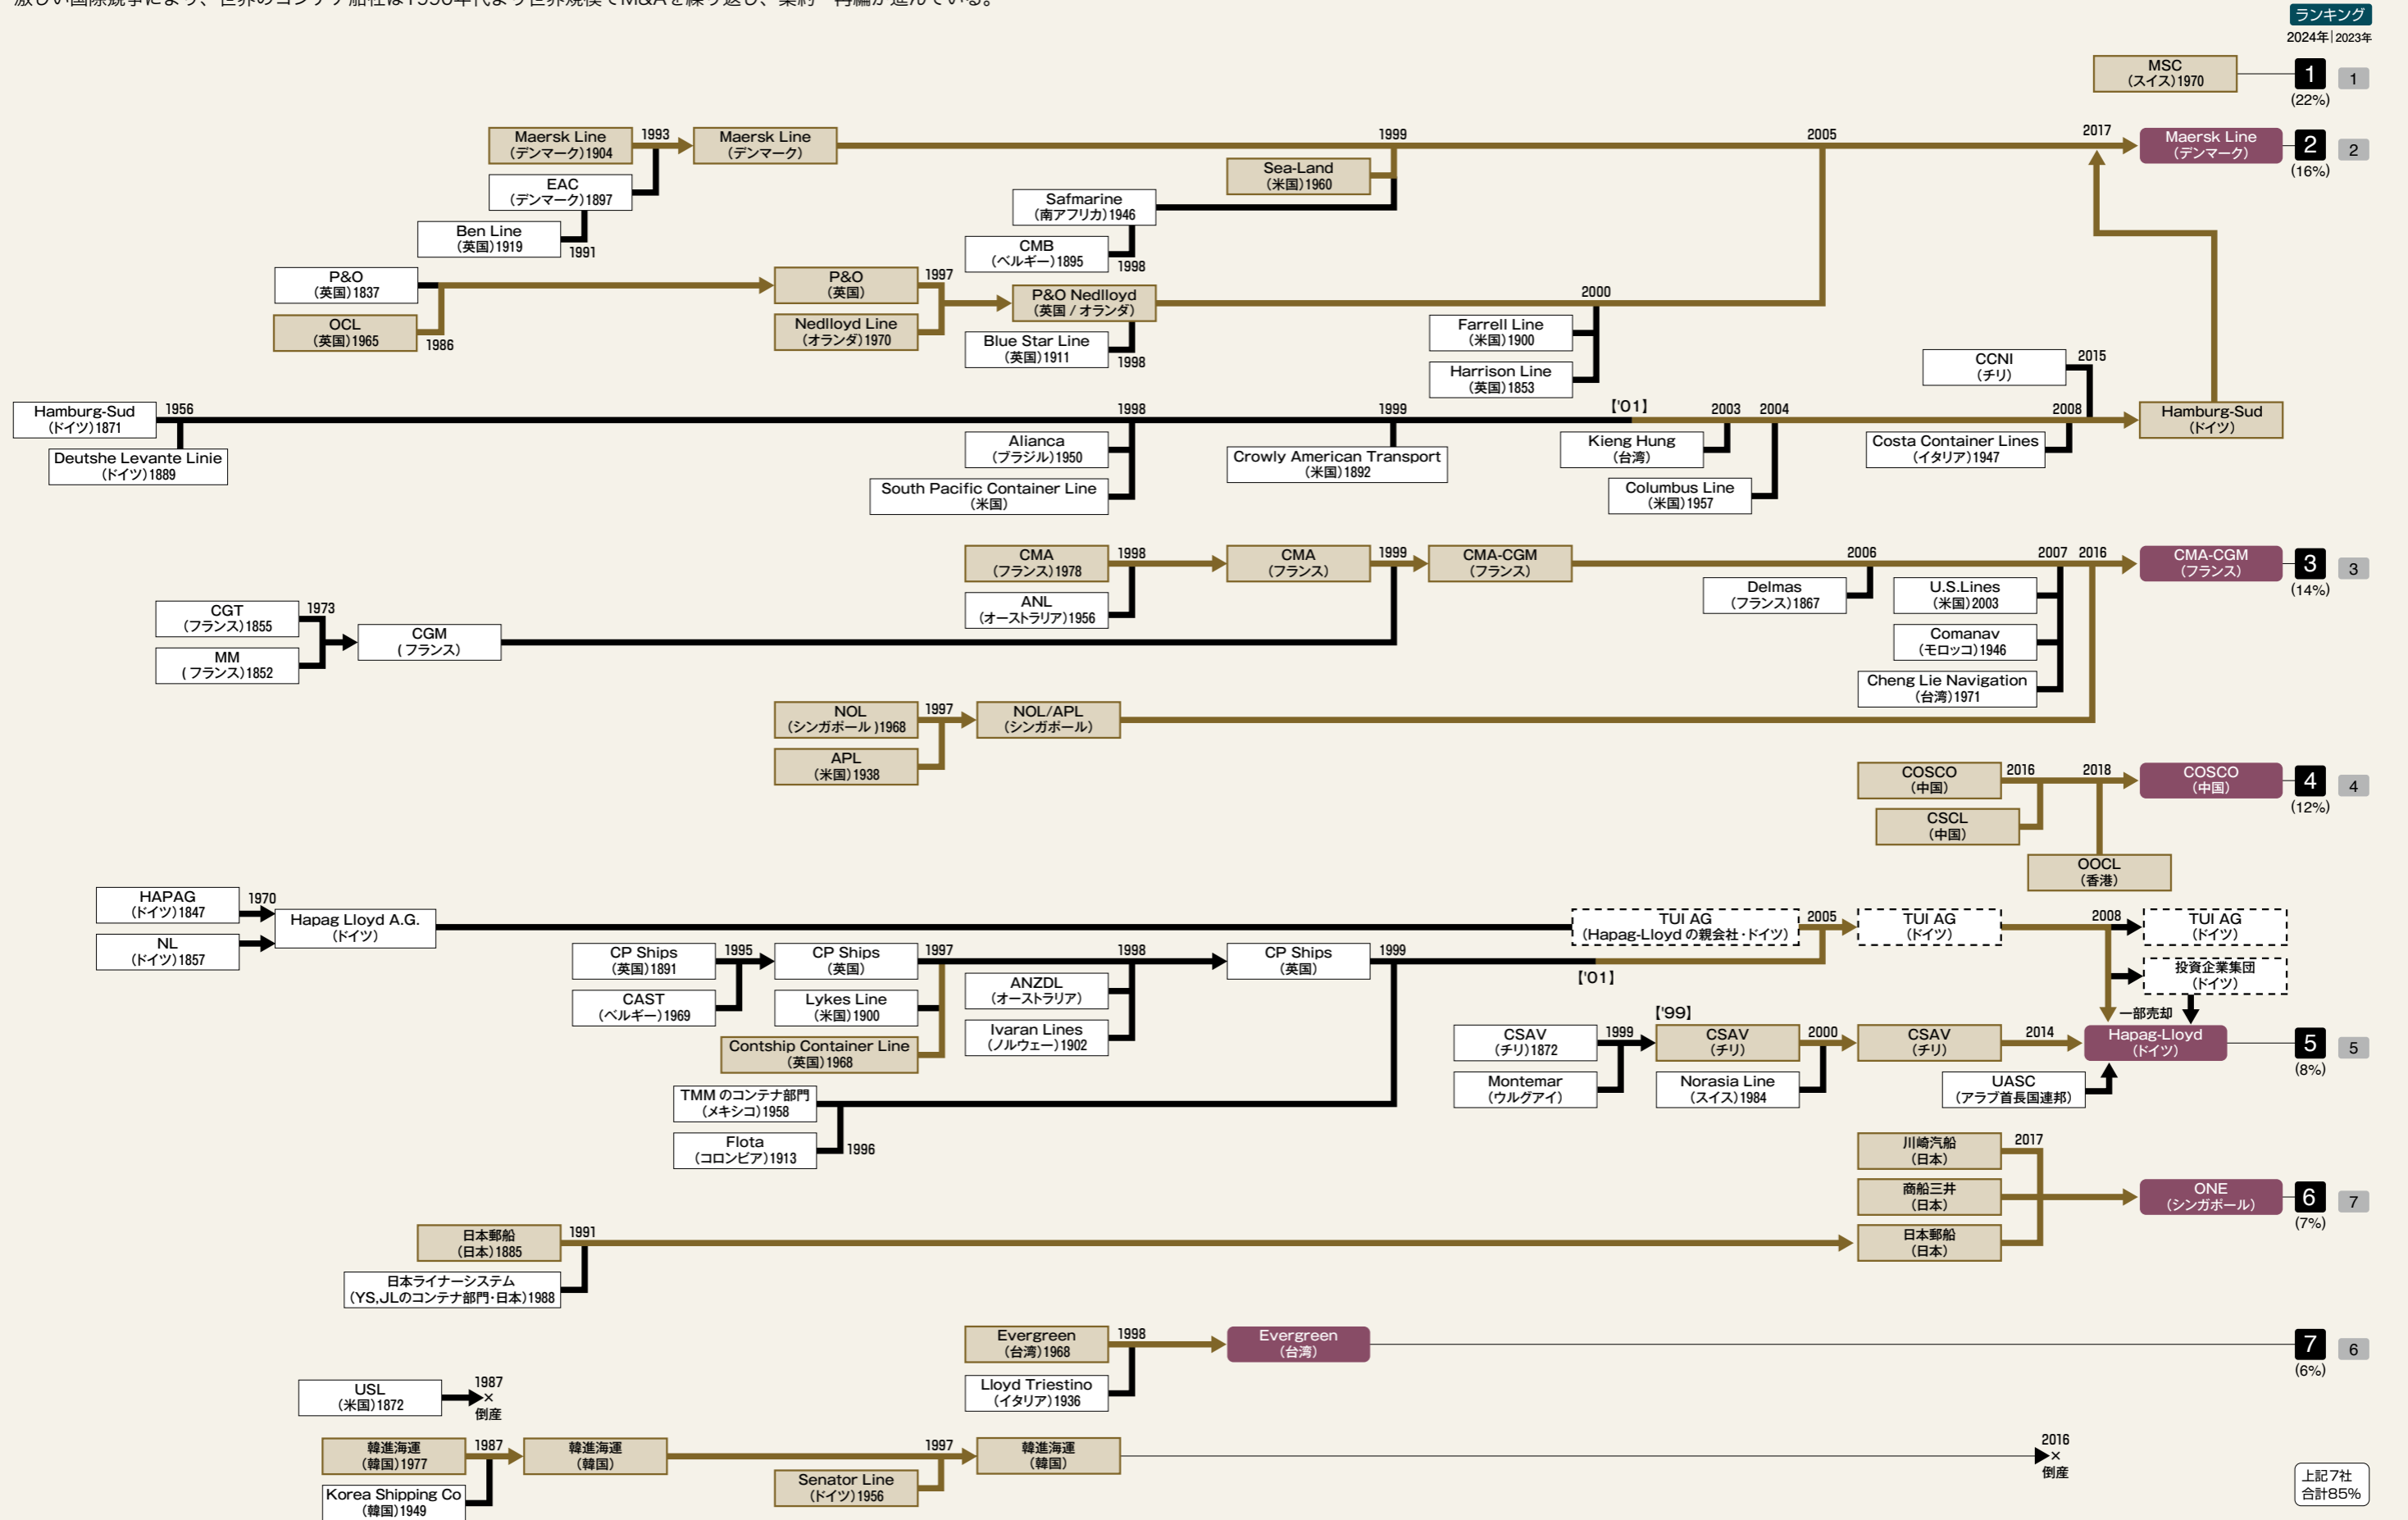 ランキング
2024年|2023年
MSC
（スイス）1970
1
1
(22%)
Maersk Line
（デンマーク）1904
1993
Maersk Line
（デンマーク）
1999
2005
2017
Maersk Line
（デンマーク）
2
2
(16%)
Sea-Land
（米国）1960
EAC
（デンマーク）1897
Safmarine
（南アフリカ）1946
Ben Line
（英国）1919
1991
CMB
（ベルギー）1895
1998
P&O
（英国）1837
P&O
（英国）
1997
P&O Nedlloyd
（英国 / オランダ）
2000
OCL
（英国）1965
1986
Nedlloyd Line
（オランダ）1970
Blue Star Line
（英国）1911
1998
Farrell Line
（米国）1900
Harrison Line
（英国）1853
CCNI
（チリ）
2015
Hamburg-Sud
（ドイツ）1871
1956
1998
1999
【'01】
2003
2004
2008
Hamburg-Sud
（ドイツ）
Deutshe Levante Linie
（ドイツ）1889
Alianca
（ブラジル）1950
South Pacific Container Line
（米国）
Crowly American Transport
（米国）1892
Kieng Hung
（台湾）
Columbus Line
（米国）1957
Costa Container Lines
（イタリア）1947
CMA
（フランス）1978
1998
CMA
（フランス）
1999
CMA-CGM
（フランス）
2006
2007
2016
CMA-CGM
（フランス）
3
3
(14%)
ANL
（オーストラリア）1956
Delmas
（フランス）1867
U.S.Lines
（米国）2003
CGT
（フランス）1855
1973
CGM
( フランス）
MM
( フランス）1852
Comanav
（モロッコ）1946
Cheng Lie Navigation
（台湾）1971
NOL
（シンガポール )1968
1997
NOL/APL
（シンガポール）
APL
（米国）1938
COSCO
（中国）
2016
2018
COSCO
（中国）
4
4
(12%)
CSCL
（中国）
OOCL
（香港）
HAPAG
（ドイツ）1847
1970
Hapag Lloyd A.G.
（ドイツ）
NL
（ドイツ）1857
TUI AG
（Hapag-Lloyd の親会社・ドイツ）
2005
TUI AG
（ドイツ）
2008
TUI AG
（ドイツ）
CP Ships
（英国）1891
1995
CP Ships
（英国）
1997
1998
CP Ships
（英国）
1999
【'01】
投資企業集団
（ドイツ）
CAST
（ベルギー）1969
Lykes Line
（米国）1900
ANZDL
（オーストラリア）
Contship Container Line
（英国）1968
Ivaran Lines
（ノルウェー）1902
一部売却
CSAV
（チリ）1872
1999
【'99】
CSAV
（チリ）
2000
CSAV
（チリ）
2014
Hapag-Lloyd
（ドイツ）
5
5
(8%)
Montemar
（ウルグアイ）
Norasia Line
（スイス）1984
UASC
（アラブ首長国連邦）
TMM のコンテナ部門
（メキシコ）1958
Flota
（コロンビア）1913
1996
川崎汽船
（日本）
2017
商船三井
（日本）
ONE
（シンガポール）
6
7
(7%)
日本郵船
（日本）1885
1991
日本郵船
（日本）
日本ライナーシステム
（YS,JLのコンテナ部門・日本）1988
Evergreen
（台湾）1968
1998
Evergreen
（台湾）
7
6
(6%)
Lloyd Triestino
（イタリア）1936
USL
（米国）1872
1987
×
倒産
韓進海運
（韓国）1977
1987
韓進海運
（韓国）
1997
韓進海運
（韓国）
2016
×
倒産
Korea Shipping Co
（韓国）1949
Senator Line
（ドイツ）1956
上記7社
合計85%